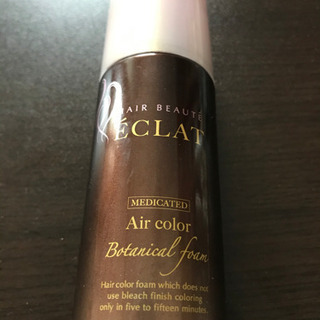 HAIR BEAUTÉ
ÉCLAT
MEDICATED
Air color
Botanical foam
Hair color foam which does not
use bleach finish coloring
only in five to fifteen minutes.